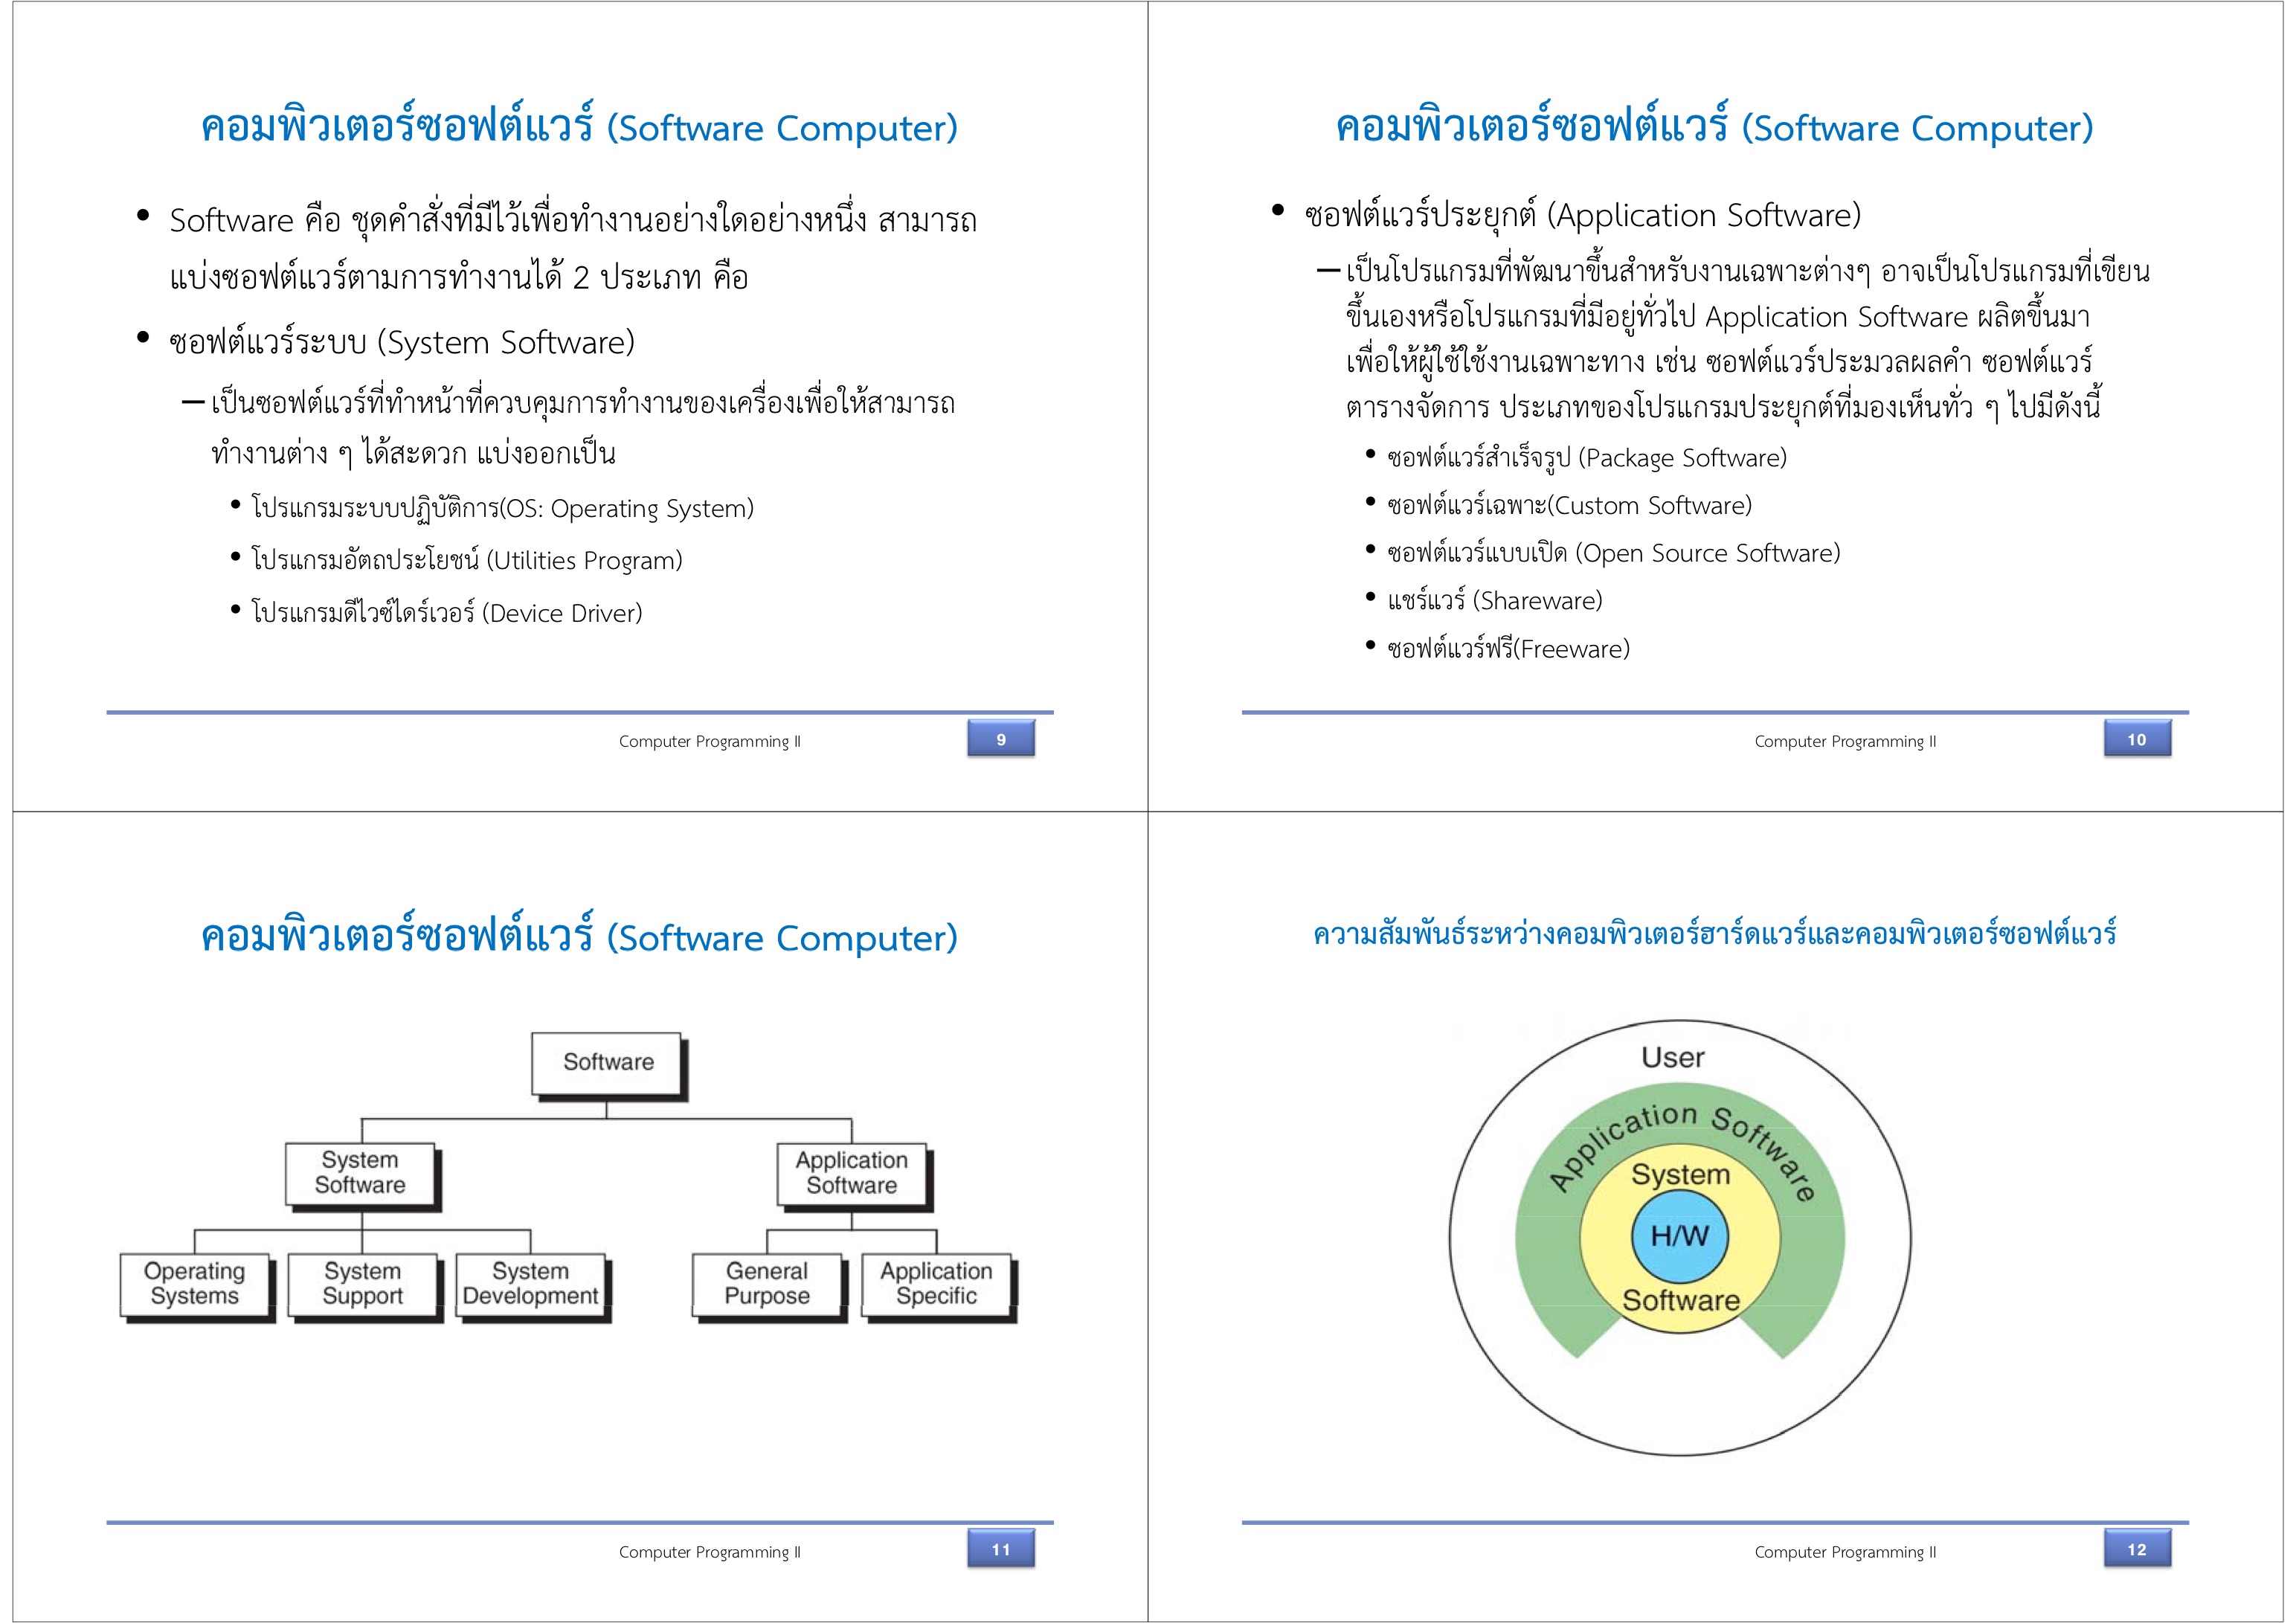 คอมพิวเตอร์ซอฟต์แวร์ (Software Computer)
• Software คือ ชุดคำสั่งที่มีไว้เพื่อทำงานอย่างใดอย่างหนึ่ง สามารถ
แบ่งซอฟต์แวร์ตามการทำงานได้ 2 ประเภท คือ
• ซอฟต์แวร์ระบบ (System Software)
– เป็นซอฟต์แวร์ที่ทำหน้าที่ควบคุมการทำงานของเครื่องเพื่อให้สามารถ
ทำงานต่าง ๆ ได้สะดวก แบ่งออกเป็น
• โปรแกรมระบบปฏิบัติการ(OS: Operating System)
• โปรแกรมอัตถประโยชน์ (Utilities Program)
• โปรแกรมดีไวซ์ไดร์เวอร์ (Device Driver)
Computer Programming II
9
คอมพิวเตอร์ซอฟต์แวร์ (Software Computer)
• ซอฟต์แวร์ประยุกต์ (Application Software)
– เป็นโปรแกรมที่พัฒนาขึ้นสำหรับงานเฉพาะต่างๆ อาจเป็นโปรแกรมที่เขียน
ขึ้นเองหรือโปรแกรมที่มีอยู่ทั่วไป Application Software ผลิตขึ้นมา
เพื่อให้ผู้ใช้ใช้งานเฉพาะทาง เช่น ซอฟต์แวร์ประมวลผลคำ ซอฟต์แวร์
ตารางจัดการ ประเภทของโปรแกรมประยุกต์ที่มองเห็นทั่ว ๆ ไปมีดังนี้
• ซอฟต์แวร์สำเร็จรูป (Package Software)
• ซอฟต์แวร์เฉพาะ(Custom Software)
• ซอฟต์แวร์แบบเปิด (Open Source Software)
• แชร์แวร์ (Shareware)
• ซอฟต์แวร์ฟรี(Freeware)
Computer Programming II
10
คอมพิวเตอร์ซอฟต์แวร์ (Software Computer)
Software
System
Software
Application
Software
Operating
Systems
System
Support
System
Development
General
Purpose
Application
Specific
Computer Programming II
11
ความสัมพันธ์ระหว่างคอมพิวเตอร์ฮาร์ดแวร์และคอมพิวเตอร์ซอฟต์แวร์
User
Application Software
System
H/W
Software
Computer Programming II
12